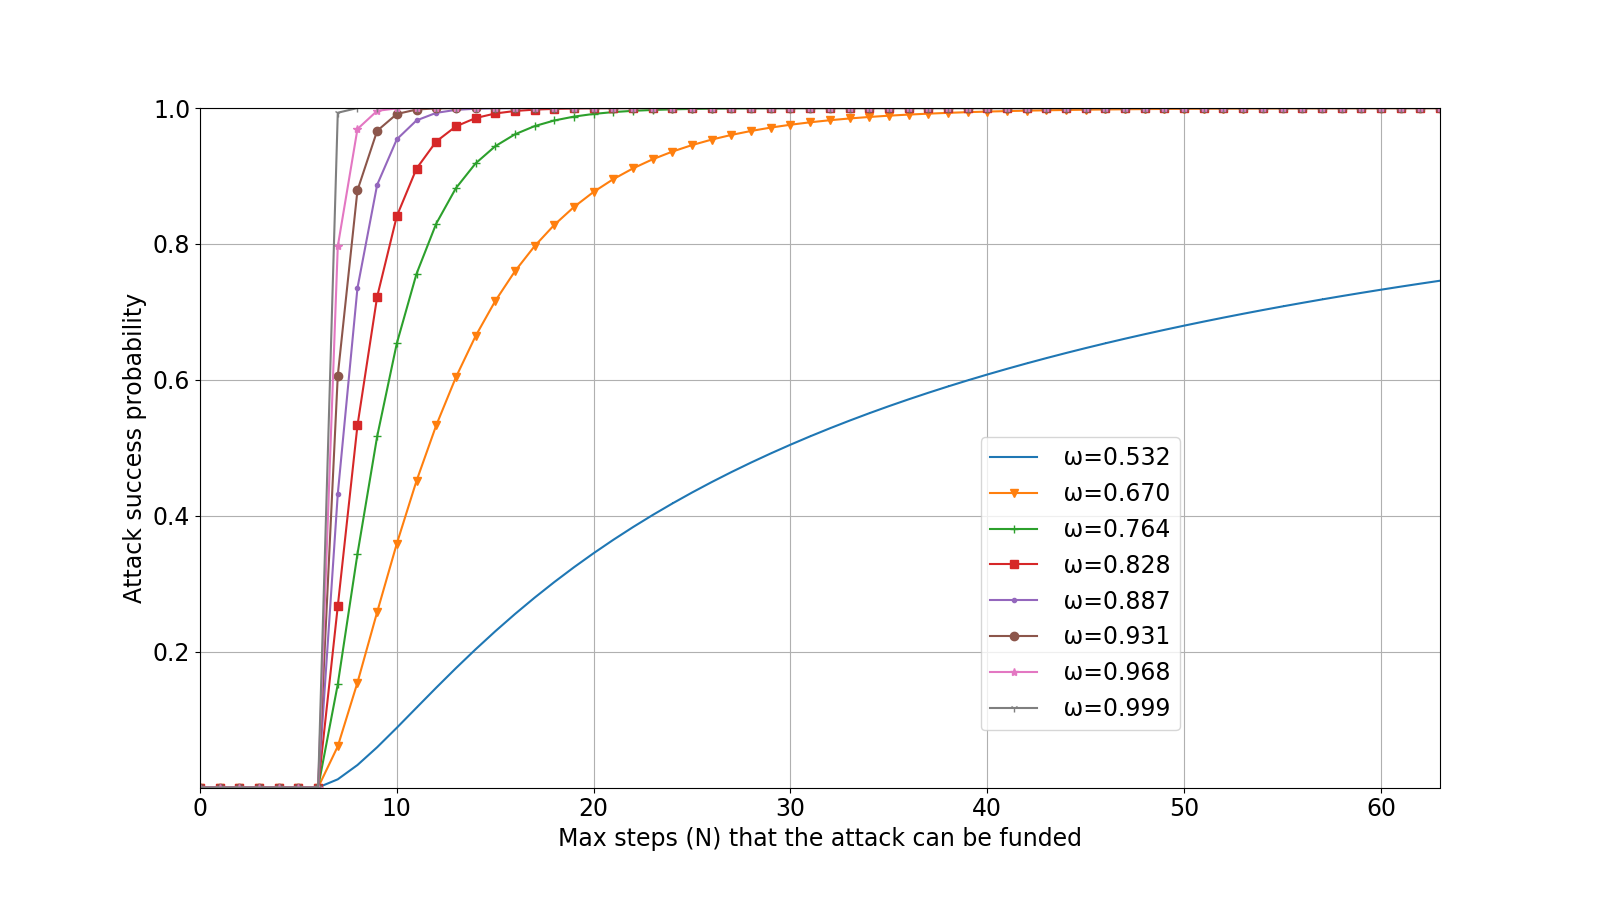 1.0
0.8
0.6
0.4
0.2
Attack success probability
ω=0.532
ω=0.670
ω=0.764
ω=0.828
ω=0.887
ω=0.931
ω=0.968
ω=0.999
0 10 20 30 40 50 60
Max steps (N) that the attack can be funded